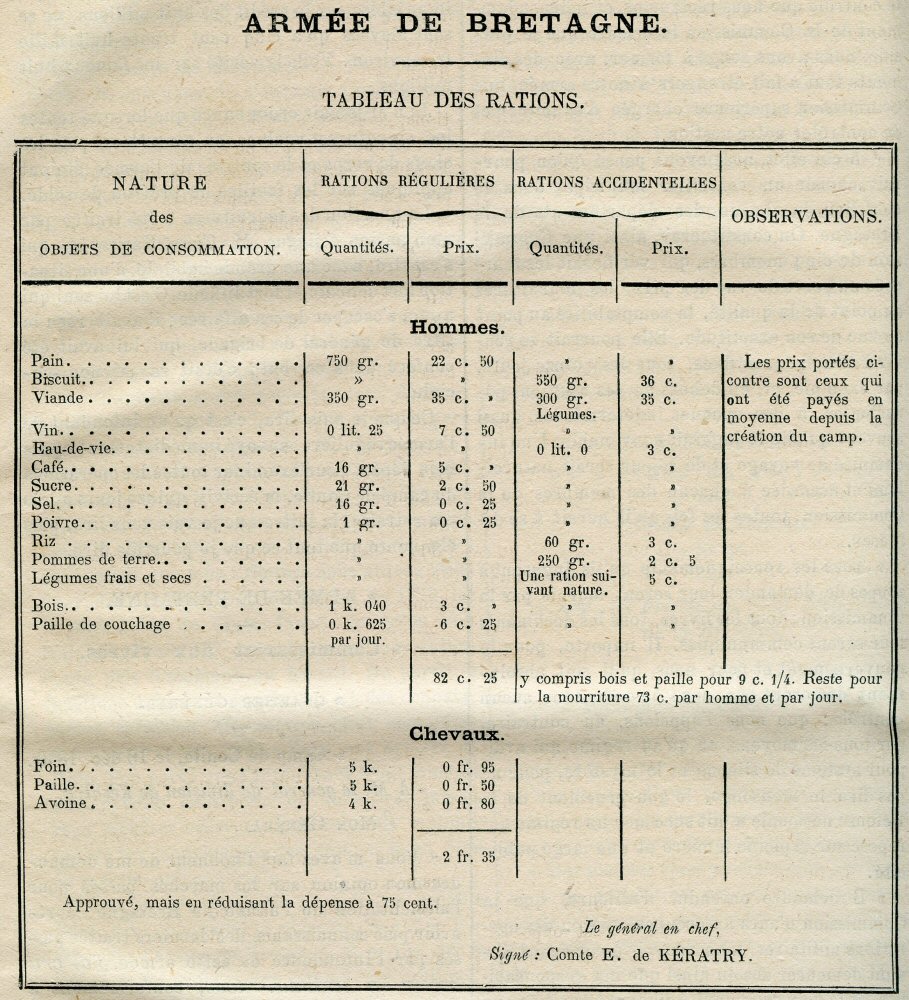 ARMÉE DE BRETAGNE.
TABLEAU DES RATIONS.
NATURE des OBJETS DE CONSOMMATION. RATIONS RÉGULIÈRES RATIONS ACCIDENTELLES OBSERVATIONS.
Quantités. Prix. Quantités. Prix.
Hommes.
Pain. . . . . . . . . . . 750 gr. 22 c. 50 » »
Biscuit. . . . . . . . . . » » 550 gr. 36 c.
Viande . . . . . . . . . . 350 gr. 35 c. » 300 gr. 35 c.
Légumes.
Vin. . . . . . . . . . . 0 lit. 25 7 c. 50 » »
Eau-de-vie. . . . . . . . . » » 0 lit. 0 3 c.
Café. . . . . . . . . . . 16 gr. 5 c. » » »
Sucre. . . . . . . . . . . 21 gr. 2 c. 50 » »
Sel. . . . . . . . . . . 16 gr. 0 c. 25 » »
Poivre. . . . . . . . . . 1 gr. 0 c. 25 » »
Riz . . . . . . . . . . . » » 60 gr. 3 c.
Pommes de terre. . . . . . . » » 250 gr. 2 c. 5
Légumes frais et secs . . . . . » » Une ration sui- 5 c.
vant nature.
Bois. . . . . . . . . . . 1 k. 040 3 c. » » »
Paille de couchage . . . . . . 0 k. 625 6 c. 25 » »
par jour.
Les prix portés ci-
contre sont ceux qui
ont été payés en
moyenne depuis la
création du camp.
82 c. 25 y compris bois et paille pour 9 c. 1/4. Reste pour
la nourriture 73 c. par homme et par jour.
Chevaux.
Foin. . . . . . . . . . . 5 k. 0 fr. 95
Paille. . . . . . . . . . 5 k. 0 fr. 50
Avoine . . . . . . . . . . 4 k. 0 fr. 80
2 fr. 35
Approuvé, mais en réduisant la dépense à 75 cent.
Le général en chef,
Signé : Comte E. de KÉRATRY.